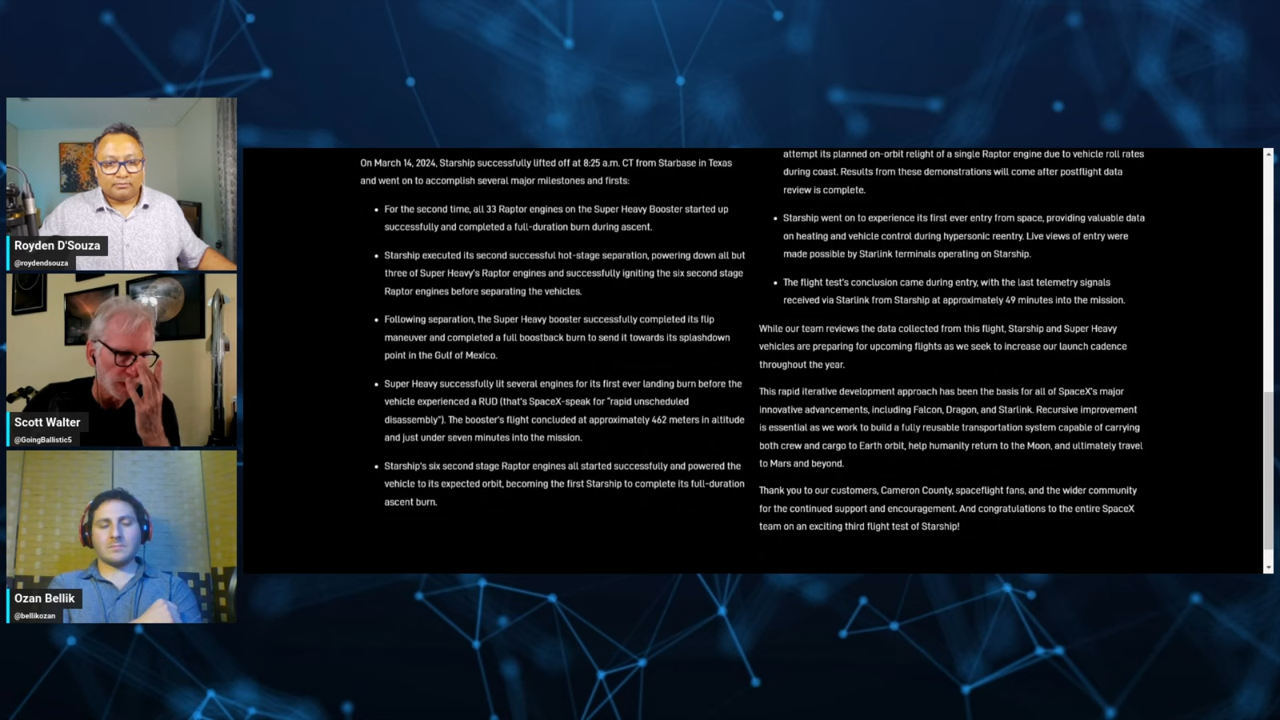 Royden D'Souza
@roydendsouza
Scott Walter
@GoingBallistic5
Ozan Bellik
@bellikozan
On March 14, 2024, Starship successfully lifted off at 8:25 a.m. CT from Starbase in Texas
and went on to accomplish several major milestones and firsts:
• For the second time, all 33 Raptor engines on the Super Heavy Booster started up
successfully and completed a full-duration burn during ascent.
• Starship executed its second successful hot-stage separation, powering down all but
three of Super Heavy's Raptor engines and successfully igniting the six second stage
Raptor engines before separating the vehicles.
• Following separation, the Super Heavy booster successfully completed its flip
maneuver and completed a full boostback burn to send it towards its splashdown
point in the Gulf of Mexico.
• Super Heavy successfully lit several engines for its first ever landing burn before the
vehicle experienced a RUD (that's SpaceX-speak for "rapid unscheduled
disassembly"). The booster's flight concluded at approximately 462 meters in altitude
and just under seven minutes into the mission.
• Starship's six second stage Raptor engines all started successfully and powered the
vehicle to its expected orbit, becoming the first Starship to complete its full-duration
ascent burn.
attempt its planned on-orbit relight of a single Raptor engine due to vehicle roll rates
during coast. Results from these demonstrations will come after postflight data
review is complete.
• Starship went on to experience its first ever entry from space, providing valuable data
on heating and vehicle control during hypersonic reentry. Live views of entry were
made possible by Starlink terminals operating on Starship.
• The flight test's conclusion came during entry, with the last telemetry signals
received via Starlink from Starship at approximately 49 minutes into the mission.
While our team reviews the data collected from this flight, Starship and Super Heavy
vehicles are preparing for upcoming flights as we seek to increase our launch cadence
throughout the year.
This rapid iterative development approach has been the basis for all of SpaceX's major
innovative advancements, including Falcon, Dragon, and Starlink. Recursive improvement
is essential as we work to build a fully reusable transportation system capable of carrying
both crew and cargo to Earth orbit, help humanity return to the Moon, and ultimately travel
to Mars and beyond.
Thank you to our customers, Cameron County, spaceflight fans, and the wider community
for the continued support and encouragement. And congratulations to the entire SpaceX
team on an exciting third flight test of Starship!